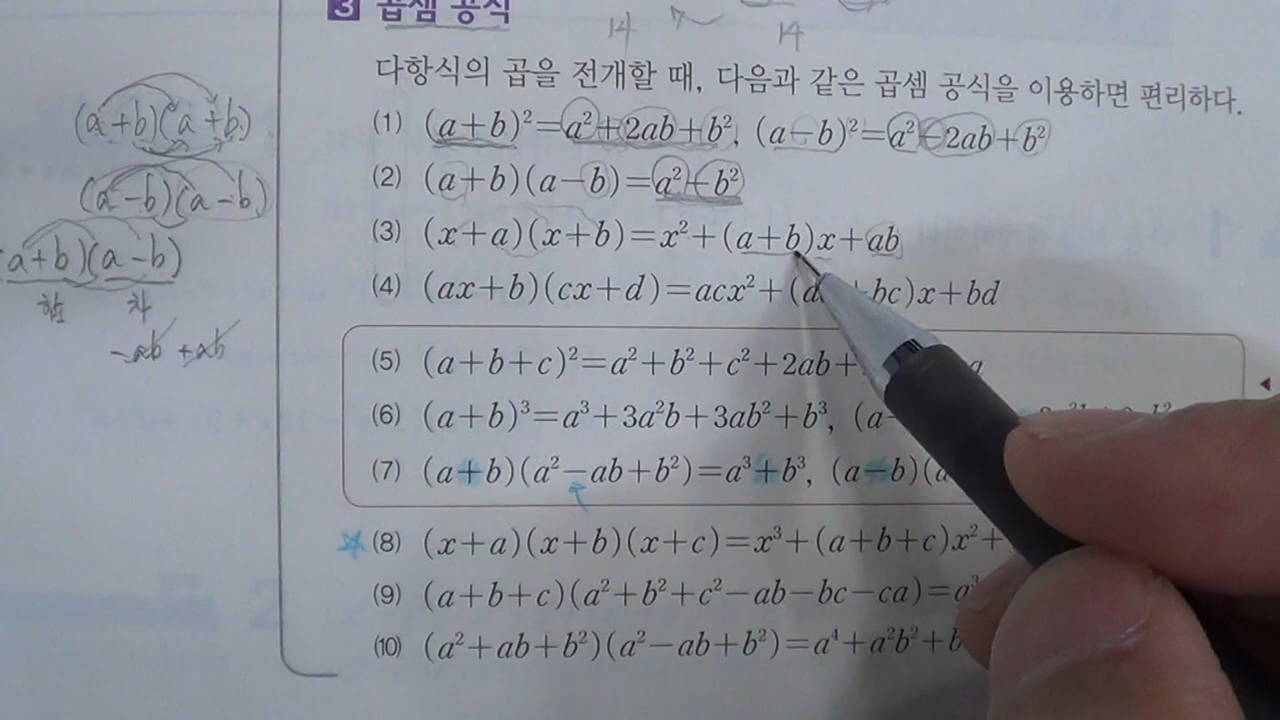 3 곱셈 공식
14 14
다항식의 곱을 전개할 때, 다음과 같은 곱셈 공식을 이용하면 편리하다.
(1) (a+b)²=a²+2ab+b², (a-b)²=a²-2ab+b²
(2) (a+b)(a-b)=a²-b²
(3) (x+a)(x+b)=x²+(a+b)x+ab
(4) (ax+b)(cx+d)=acx²+( bc)x+bd
(5) (a+b+c)²=a²+b²+c²+2ab+
(6) (a+b)³=a³+3a²b+3ab²+b³, (a
(7) (a+b)(a²-ab+b²)=a³+b³, (a-b)(a
(8) (x+a)(x+b)(x+c)=x³+(a+b+c)x²+
(9) (a+b+c)(a²+b²+c²-ab-bc-ca)=a³
(10) (a²+ab+b²)(a²-ab+b²)=a⁴+a²b²+b
(a+b)(a+b)
(a-b)(a-b)
a+b)(a-b)
합 차
-ab +ab